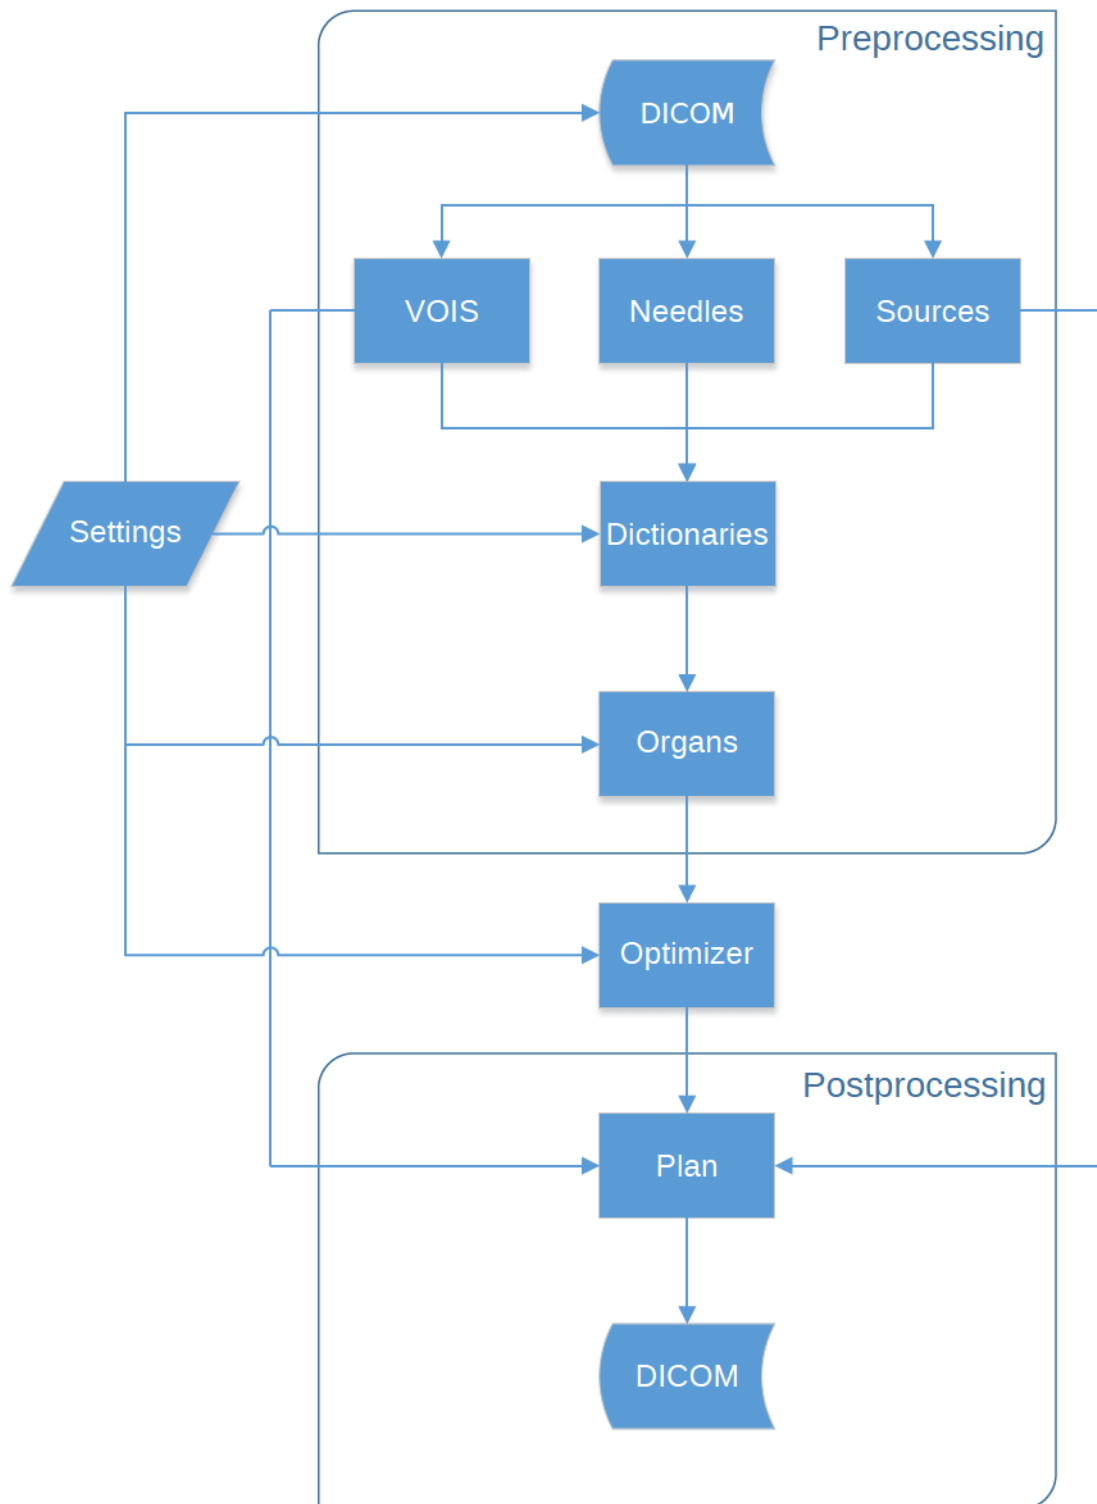 Preprocessing
DICOM
VOIS
Needles
Sources
Settings
Dictionaries
Organs
Optimizer
Postprocessing
Plan
DICOM